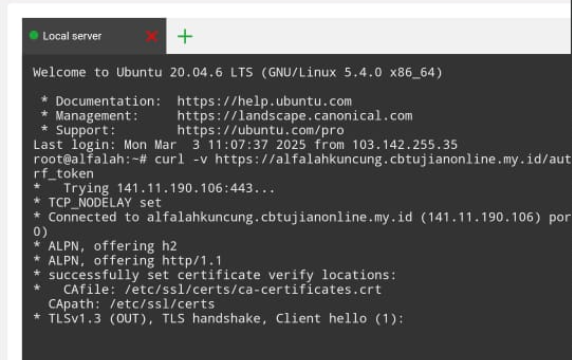 Local server
Welcome to Ubuntu 20.04.6 LTS (GNU/Linux 5.4.0 x86_64)
* Documentation: https://help.ubuntu.com
* Management: https://landscape.canonical.com
* Support: https://ubuntu.com/pro
Last login: Mon Mar 3 11:07:37 2025 from 103.142.255.35
root@alfalah:~# curl -v https://alfalahkuncung.cbtujianonline.my.id/aut
rf_token
* Trying 141.11.190.106:443...
* TCP_NODELAY set
* Connected to alfalahkuncung.cbtujianonline.my.id (141.11.190.106) por
0)
* ALPN, offering h2
* ALPN, offering http/1.1
* successfully set certificate verify locations:
* CAfile: /etc/ssl/certs/ca-certificates.crt
CApath: /etc/ssl/certs
* TLSv1.3 (OUT), TLS handshake, Client hello (1):